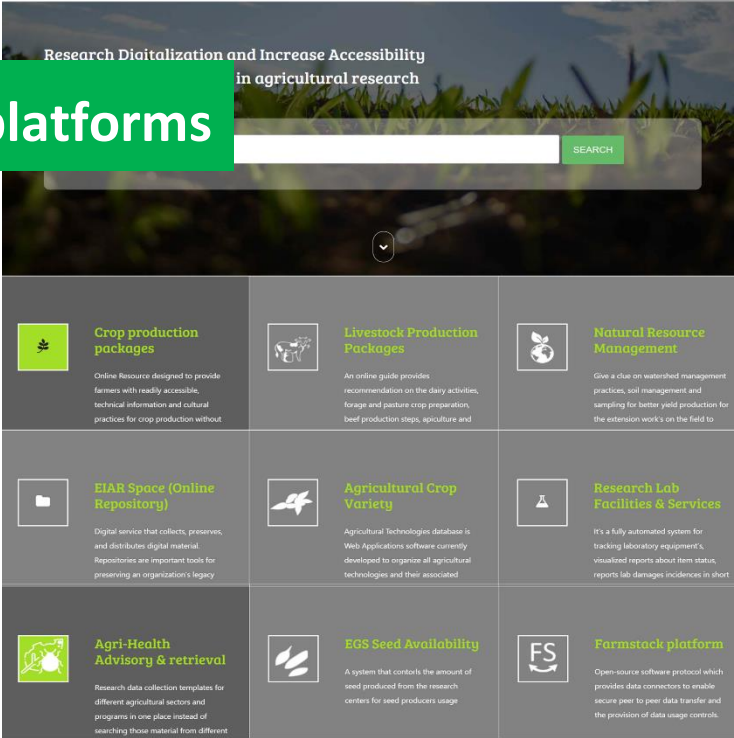 Research Digitalization and Increase Accessibility
in agricultural research
platforms
SEARCH
Crop production
packages
Online Resource designed to provide
farmers with readily accessible,
technical information and cultural
practices for crop production without
Livestock Production
Packages
An online guide provides
recommendation on the dairy activities,
forage and pasture crop preparation,
beef production steps, apiculture and
Natural Resource
Management
Give a clue on watershed management
practices, soil management and
sampling for better yield production for
the extension work's on the field to
EIAR Space (Online
Repository)
Digital service that collects, preserves,
and distributes digital material.
Repositories are important tools for
preserving an organization's legacy
Agricultural Crop
Variety
Agricultural Technologies database is
Web Applications software currently
developed to organize all agricultural
technologies and their associated
Research Lab
Facilities & Services
It's a fully automated system for
tracking laboratory equipment's,
visualized reports about item status,
reports lab damages incidences in short
Agri-Health
Advisory & retrieval
Research data collection templates for
different agricultural sectors and
programs in one place instead of
searching those material from different
EGS Seed Availability
A system that contorls the amount of
seed produced from the research
centers for seed producers usage
FS
Farmstack platform
Open-source software protocol which
provides data connectors to enable
secure peer to peer data transfer and
the provision of data usage controls.